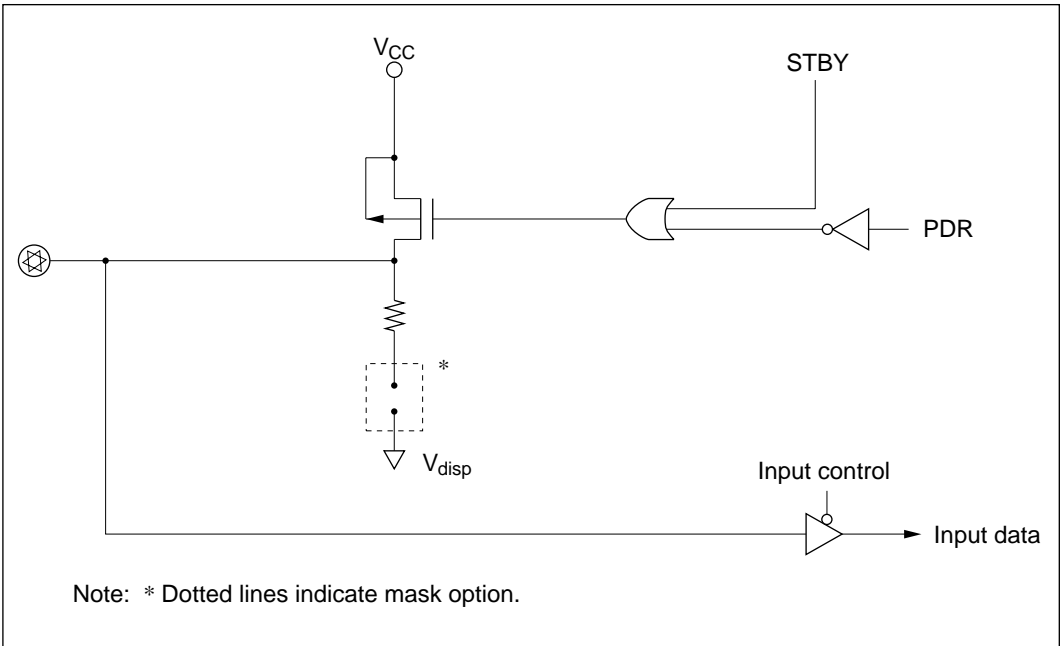 VCC
STBY
PDR
*
Vdisp
Input control
Input data
Note: * Dotted lines indicate mask option.